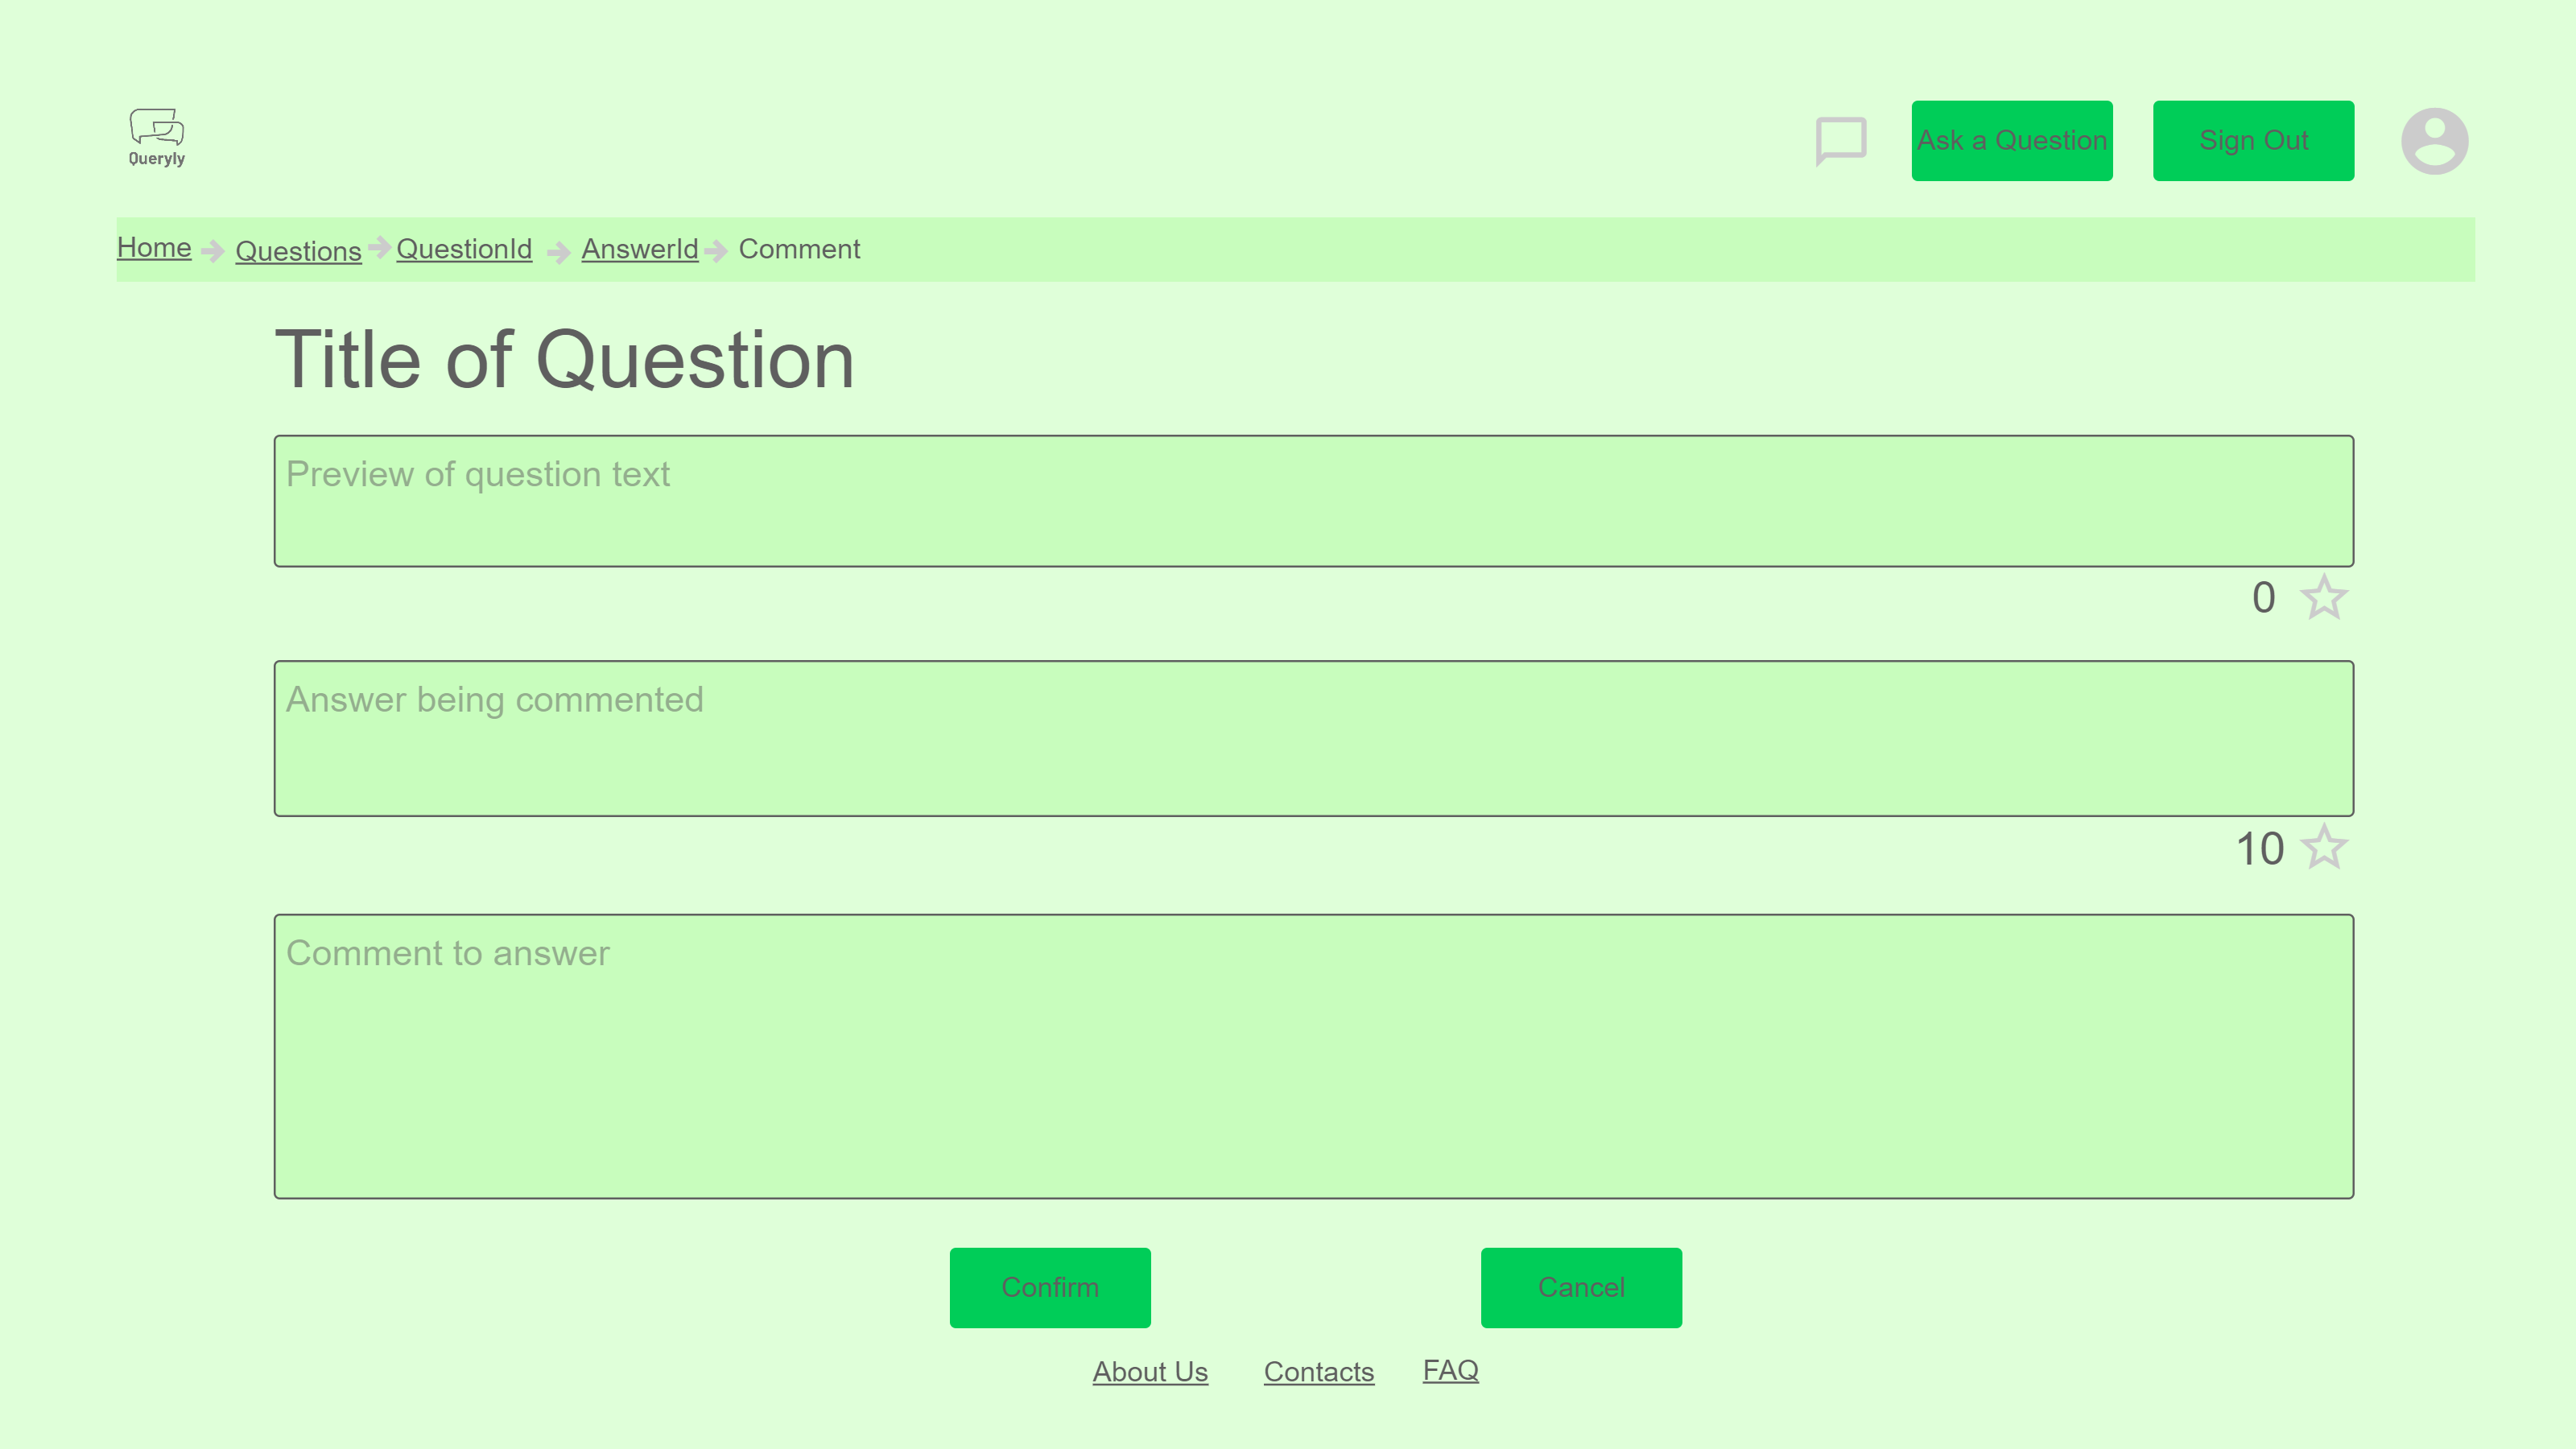 Queryly
Ask a Question
Sign Out
Home Questions QuestionId AnswerId Comment
Title of Question
Preview of question text
0
Answer being commented
10
Comment to answer
Confirm
Cancel
About Us Contacts FAQ